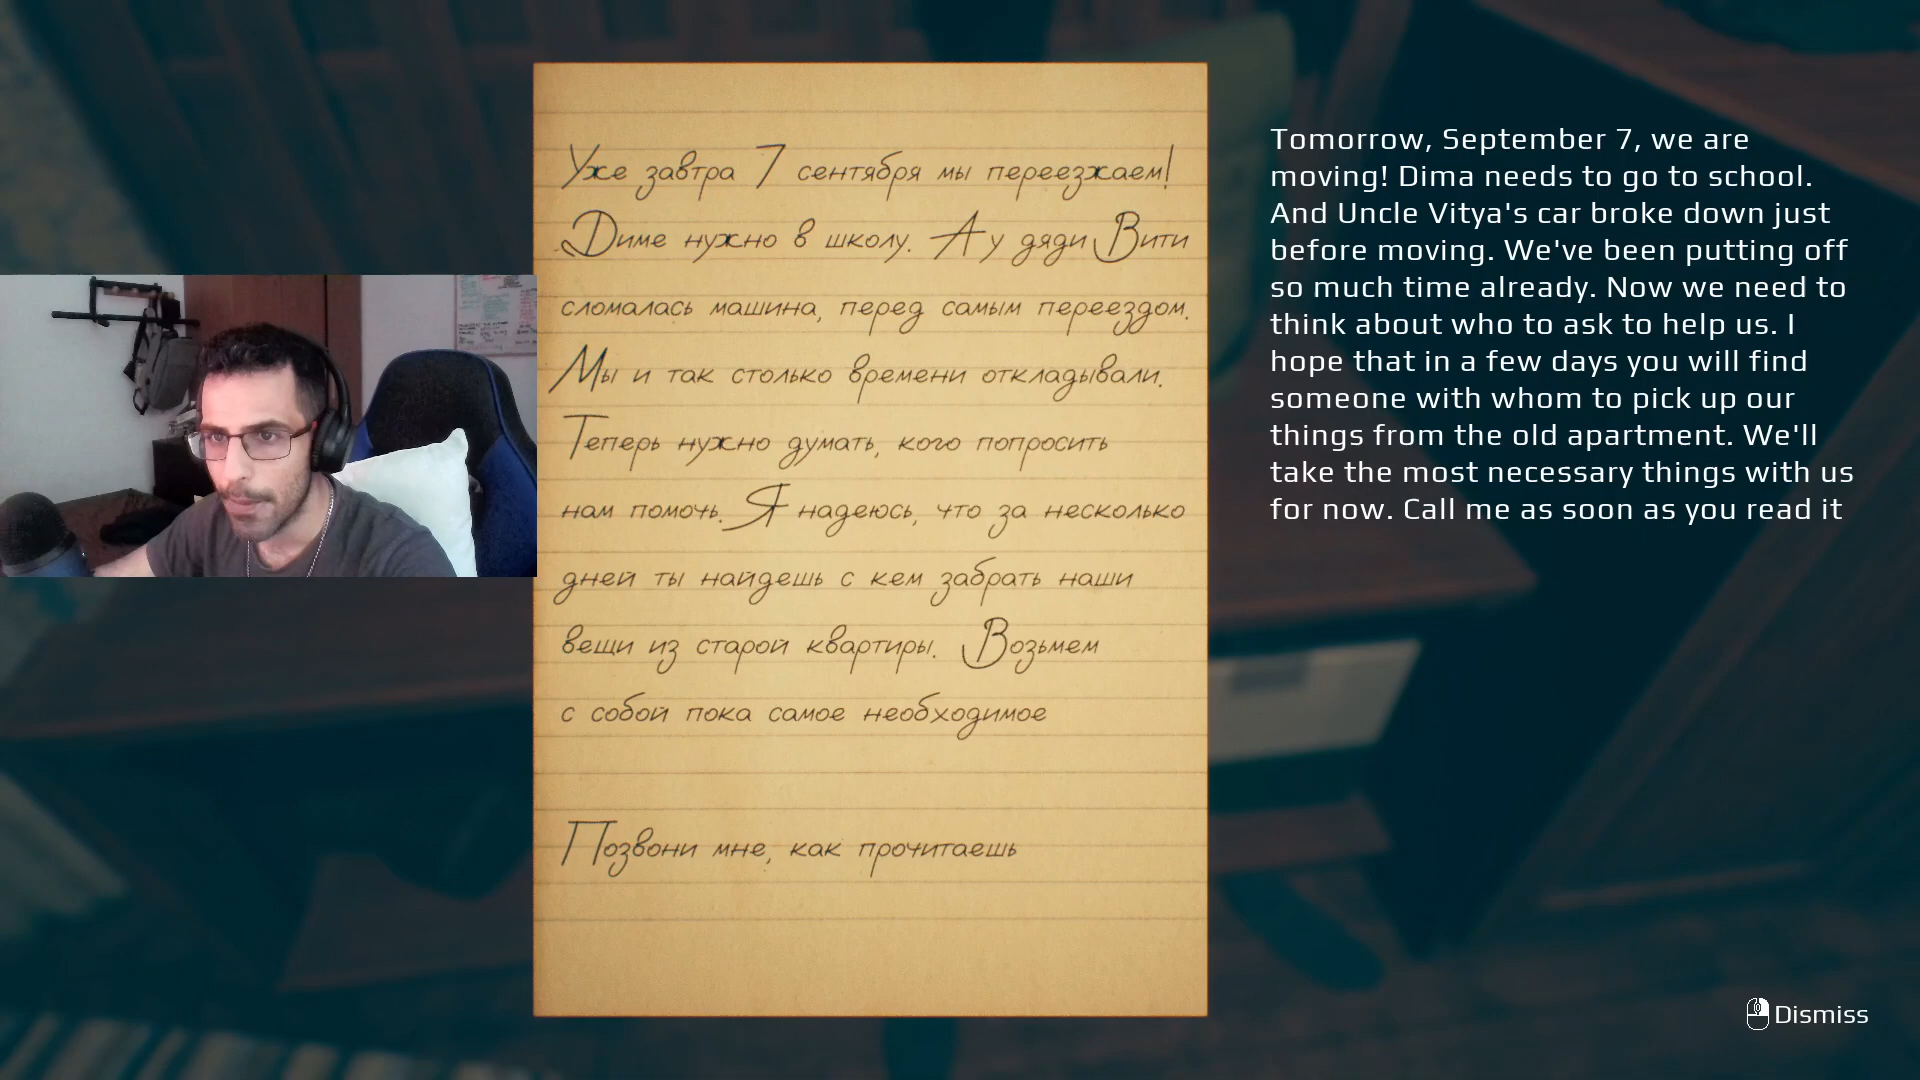 Уже завтра 7 сентября мы переезжаем!
Диме нужно в школу. А у дяди Вити
сломалась машина, перед самым переездом.
Мы и так столько времени откладывали.
Теперь нужно думать, кого попросить
нам помочь. Я надеюсь, что за несколько
дней ты найдешь с кем забрать наши
вещи из старой квартиры. Возьмем
с собой пока самое необходимое
Позвони мне, как прочитаешь
Tomorrow, September 7, we are
moving! Dima needs to go to school.
And Uncle Vitya's car broke down just
before moving. We've been putting off
so much time already. Now we need to
think about who to ask to help us. I
hope that in a few days you will find
someone with whom to pick up our
things from the old apartment. We'll
take the most necessary things with us
for now. Call me as soon as you read it
Dismiss